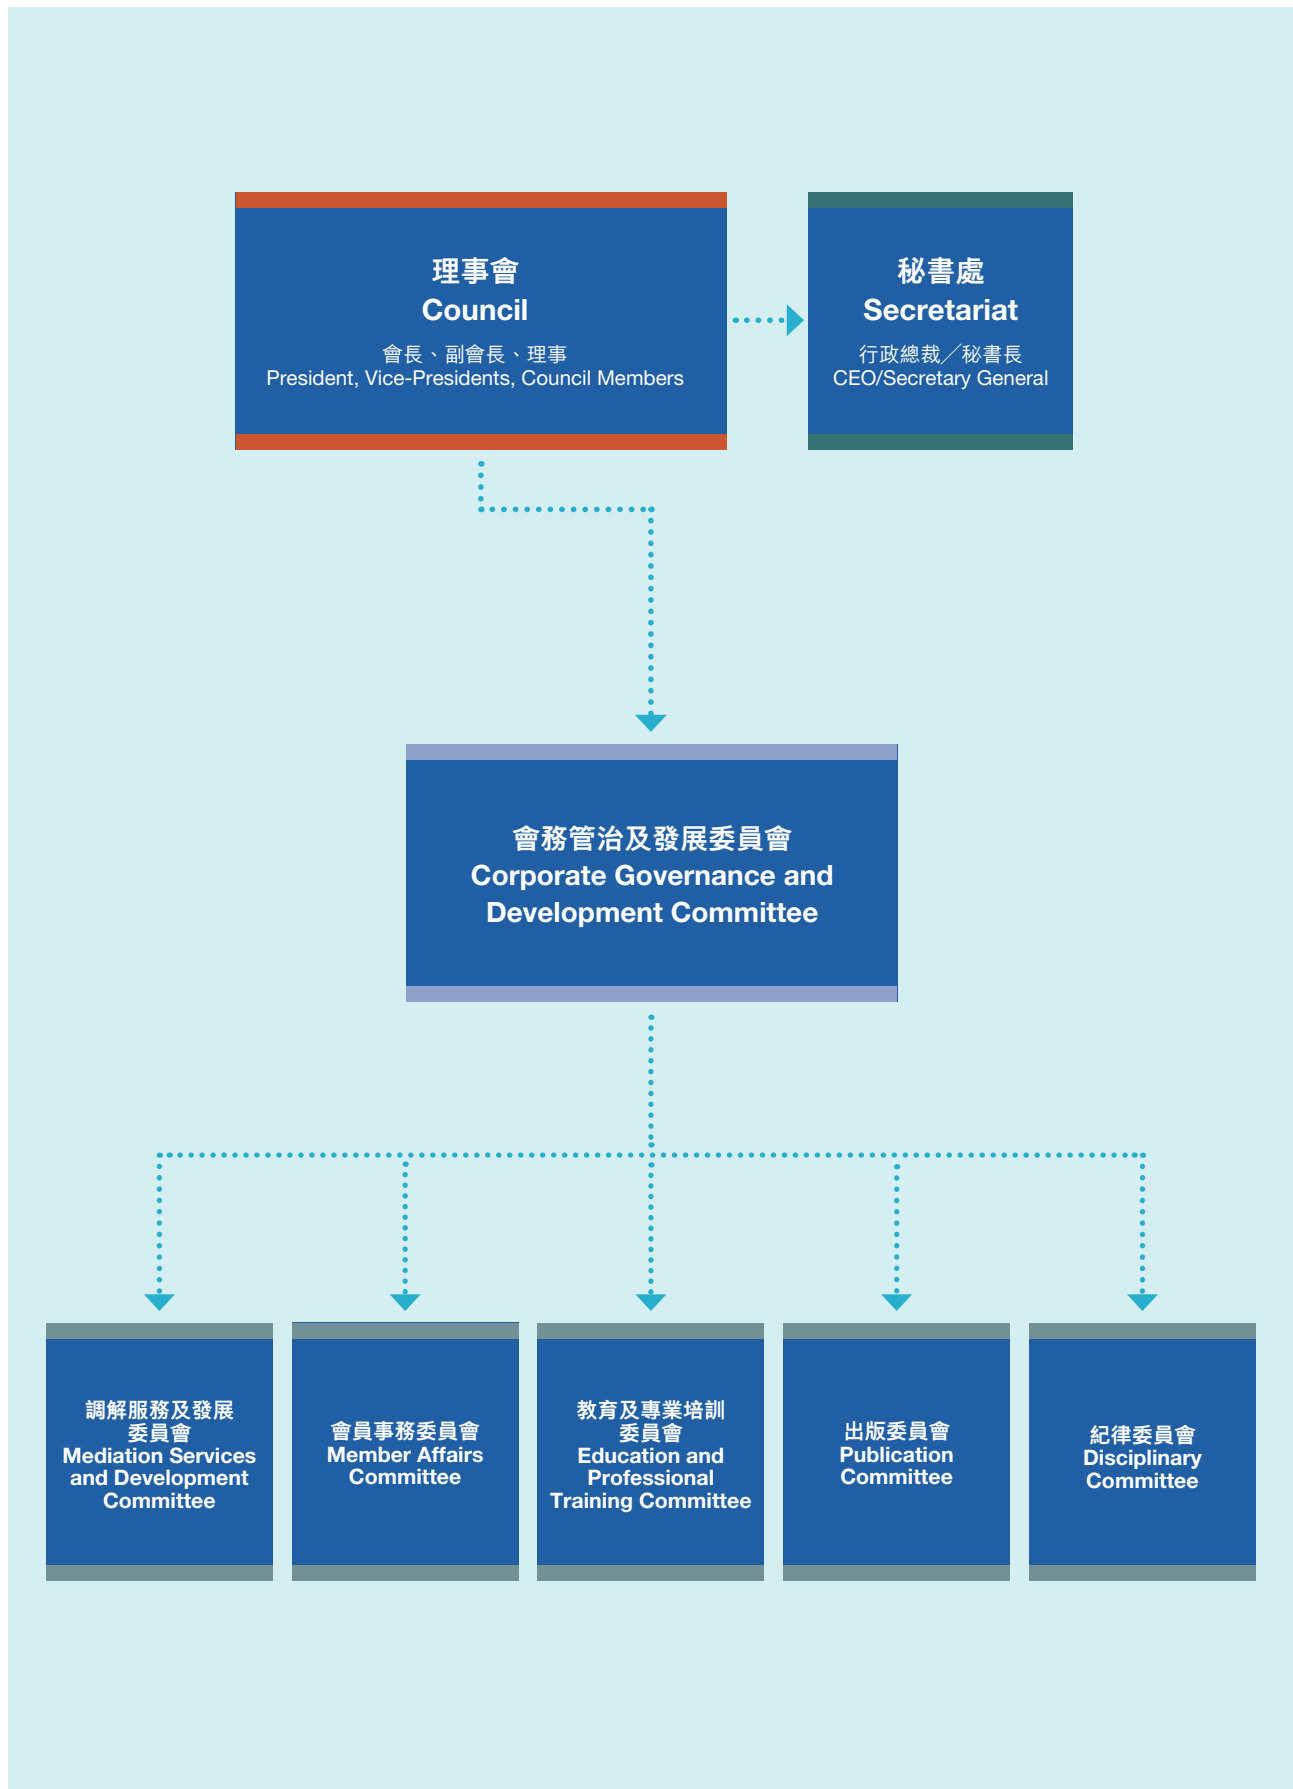 理事會
Council
會長、副會長、理事
President, Vice-Presidents, Council Members
秘書處
Secretariat
行政總裁╱秘書長
CEO/Secretary General
會務管治及發展委員會
Corporate Governance and
Development Committee
調解服務及發展
委員會
Mediation Services
and Development
Committee
會員事務委員會
Member Affairs
Committee
教育及專業培訓
委員會
Education and
Professional
Training Committee
出版委員會
Publication
Committee
紀律委員會
Disciplinary
Committee